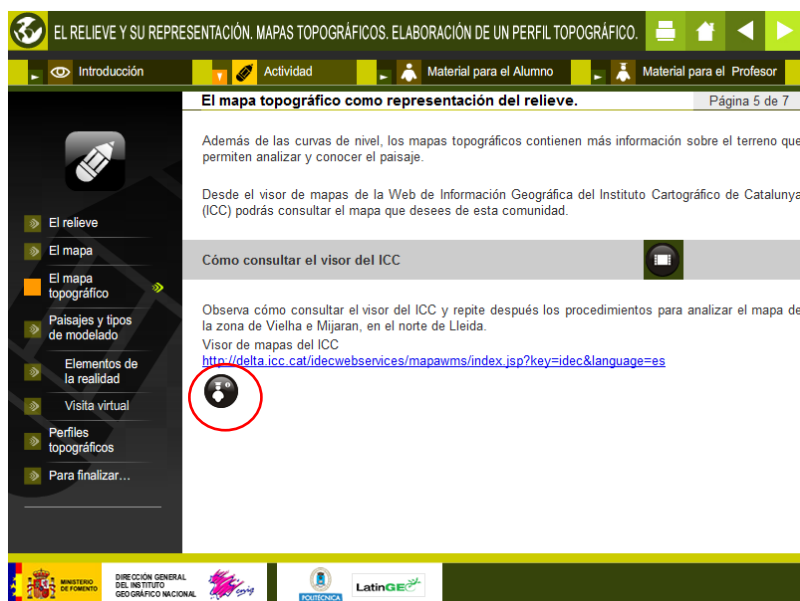 EL RELIEVE Y SU REPRESENTACIÓN. MAPAS TOPOGRÁFICOS. ELABORACIÓN DE UN PERFIL TOPOGRÁFICO.
Introducción
Actividad
Material para el Alumno
Material para el Profesor
El mapa topográfico como representación del relieve.
Página 5 de 7
Además de las curvas de nivel, los mapas topográficos contienen más información sobre el terreno que
permiten analizar y conocer el paisaje.
Desde el visor de mapas de la Web de Información Geográfica del Instituto Cartográfico de Catalunya
(ICC) podrás consultar el mapa que desees de esta comunidad.
El relieve
El mapa
El mapa
topográfico
Paisajes y tipos
de modelado
Elementos de
la realidad
Visita virtual
Perfiles
topográficos
Para finalizar...
Cómo consultar el visor del ICC
Observa cómo consultar el visor del ICC y repite después los procedimientos para analizar el mapa de
la zona de Vielha e Mijaran, en el norte de Lleida.
Visor de mapas del ICC
http://delta.icc.cat/idecwebservices/mapawms/index.jsp?key=idec&language=es
MINISTERIO
DE FOMENTO
DIRECCIÓN GENERAL
DEL INSTITUTO
GEOGRÁFICO NACIONAL
cnig
POLITÉCNICA
LatinGEO